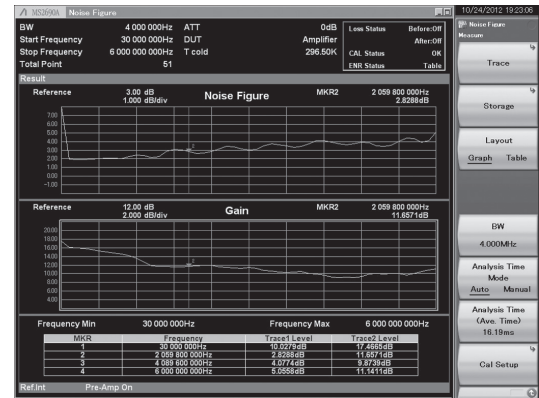 MS2690A Noise Figure
10/24/2012 19:23:06
BW 4 000 000Hz ATT 0dB
Start Frequency 30 000 000Hz DUT Amplifier
Stop Frequency 6 000 000 000Hz T cold 296.50K
Total Point 51
Loss Status Before:Off
After:Off
CAL Status OK
ENR Status Table
Result
Reference 3.00 dB
1.000 dB/div
Noise Figure
MKR2 2 059 800 000Hz
2.8288dB
7.00
6.00
5.00
4.00
3.00
2.00
1.00
0.00
-1.00
Reference 12.00 dB
2.000 dB/div
Gain
MKR2 2 059 800 000Hz
11.6571dB
20.00
18.00
16.00
14.00
12.00
10.00
8.00
6.00
4.00
Frequency Min 30 000 000Hz Frequency Max 6 000 000 000Hz
MKR Frequency Trace1 Level Trace2 Level
1 30 000 000Hz 10.0279dB 17.4665dB
2 2 059 800 000Hz 2.8288dB 11.6571dB
3 4 089 600 000Hz 4.0774dB 9.8739dB
4 6 000 000 000Hz 5.0558dB 11.1411dB
Ref.Int Pre-Amp On
Noise Figure
Measure
Trace
Storage
Layout
Graph Table
BW
4.000MHz
Analysis Time
Mode
Auto Manual
Analysis Time
(Ave. Time)
16.19ms
Cal Setup